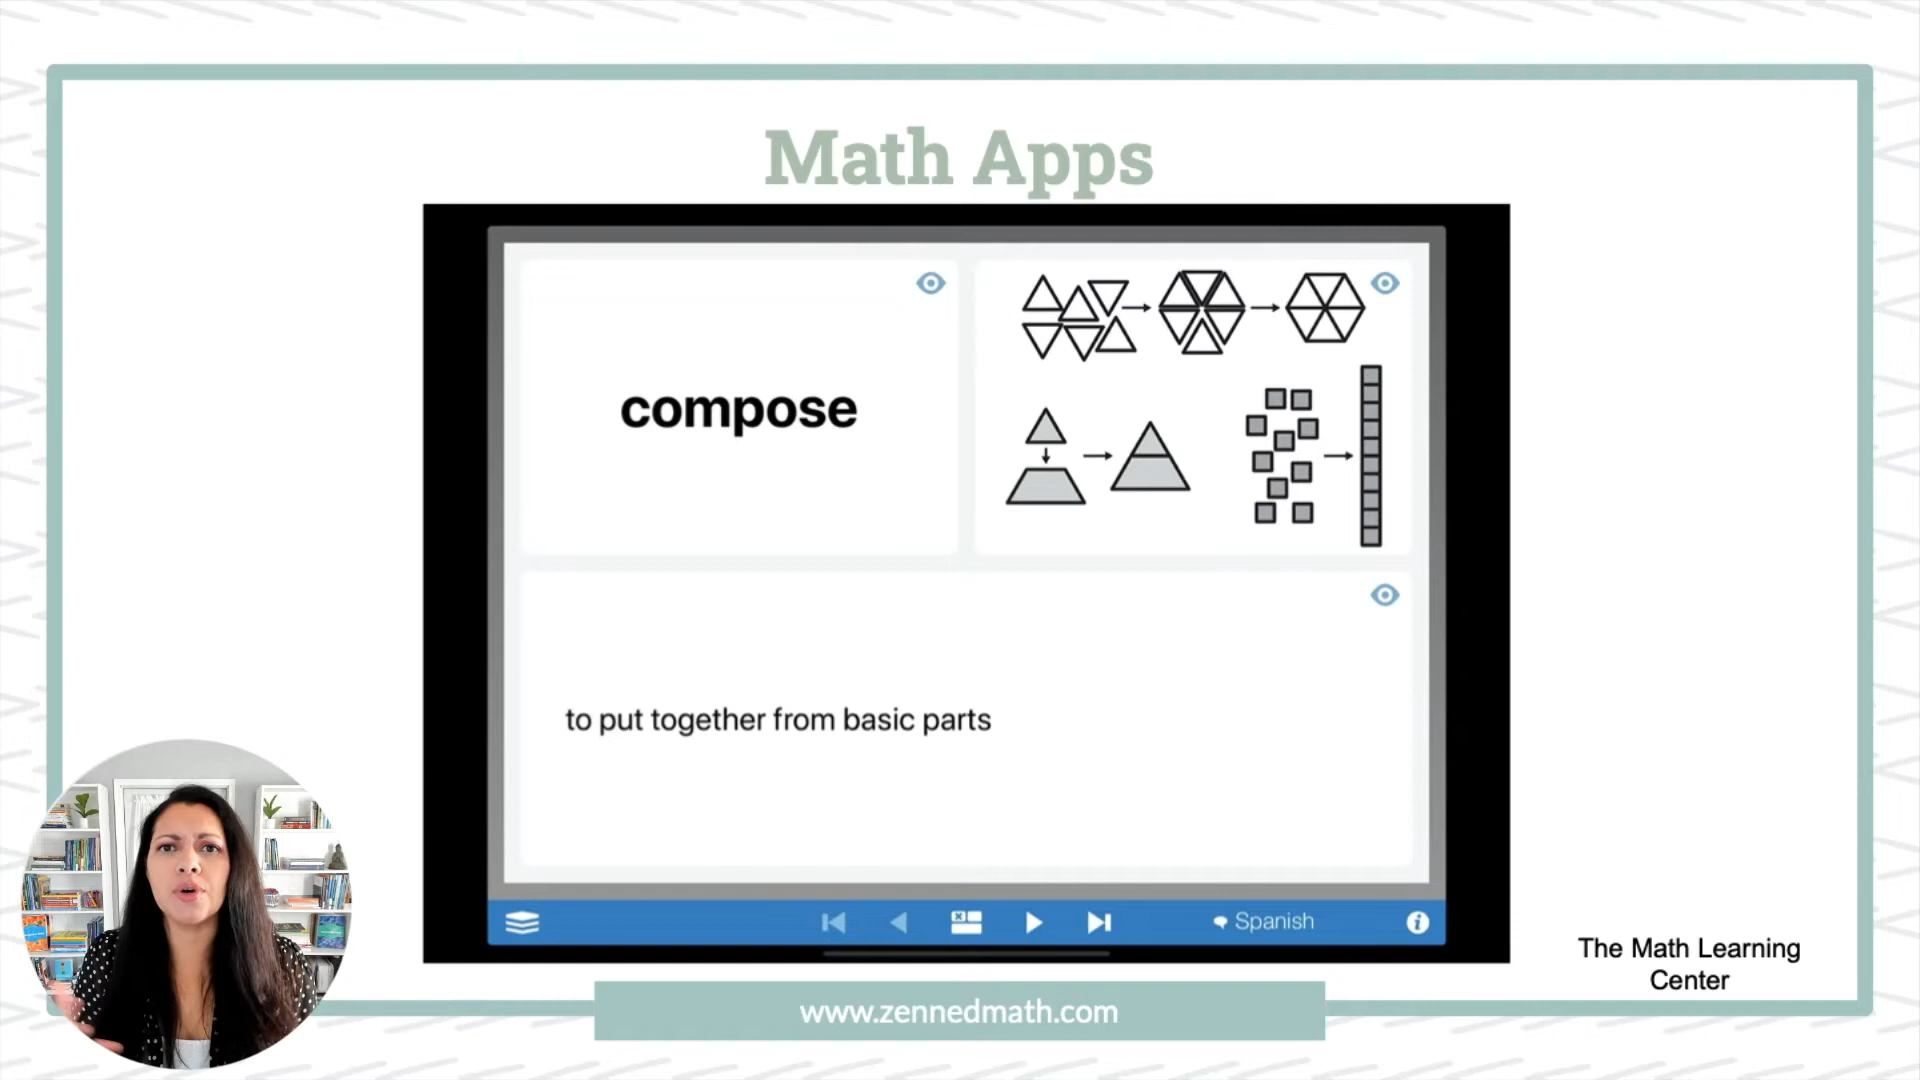 Math Apps
compose
to put together from basic parts
Spanish
The Math Learning
Center
www.zennedmath.com